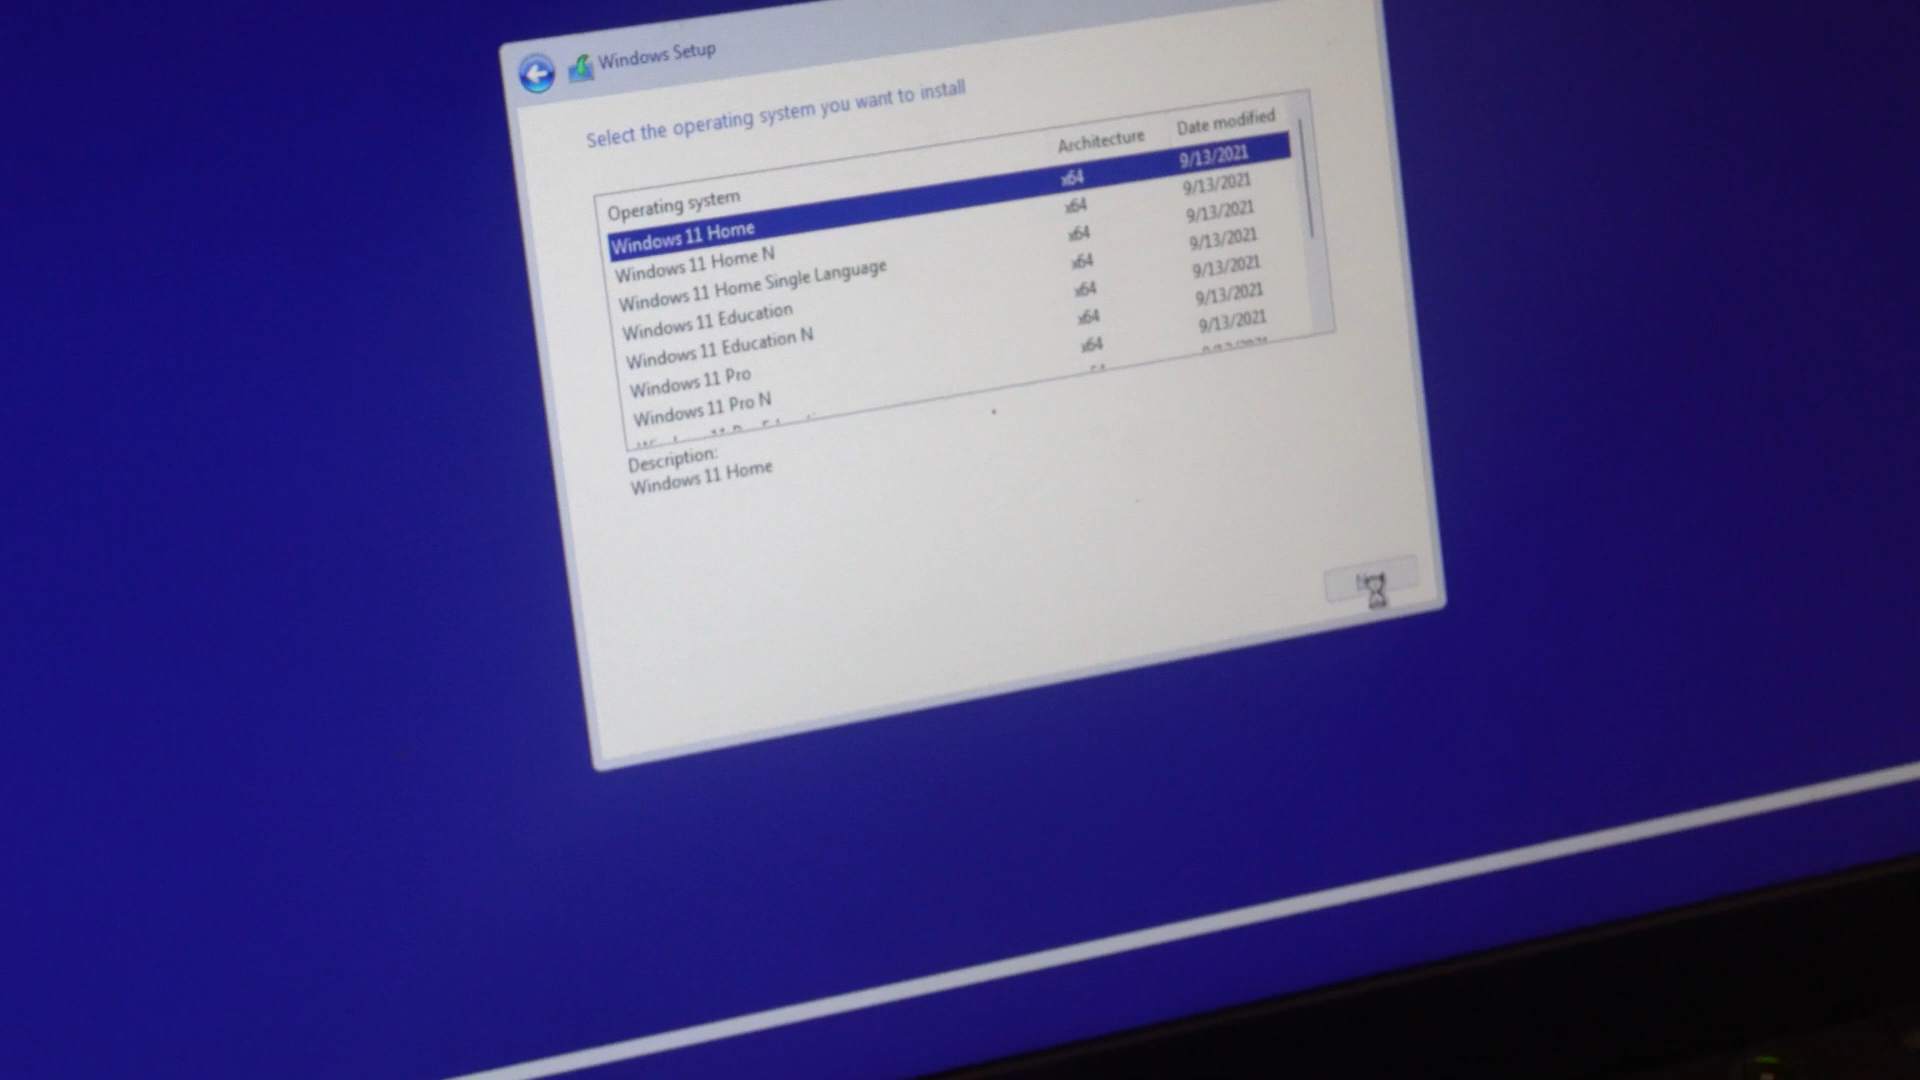 Windows Setup
Select the operating system you want to install
Operating system Architecture Date modified
Windows 11 Home x64 9/13/2021
Windows 11 Home N x64 9/13/2021
Windows 11 Home Single Language x64 9/13/2021
Windows 11 Education x64 9/13/2021
Windows 11 Education N x64 9/13/2021
Windows 11 Pro x64 9/13/2021
Windows 11 Pro N x64 9/13/2021
Description:
Windows 11 Home